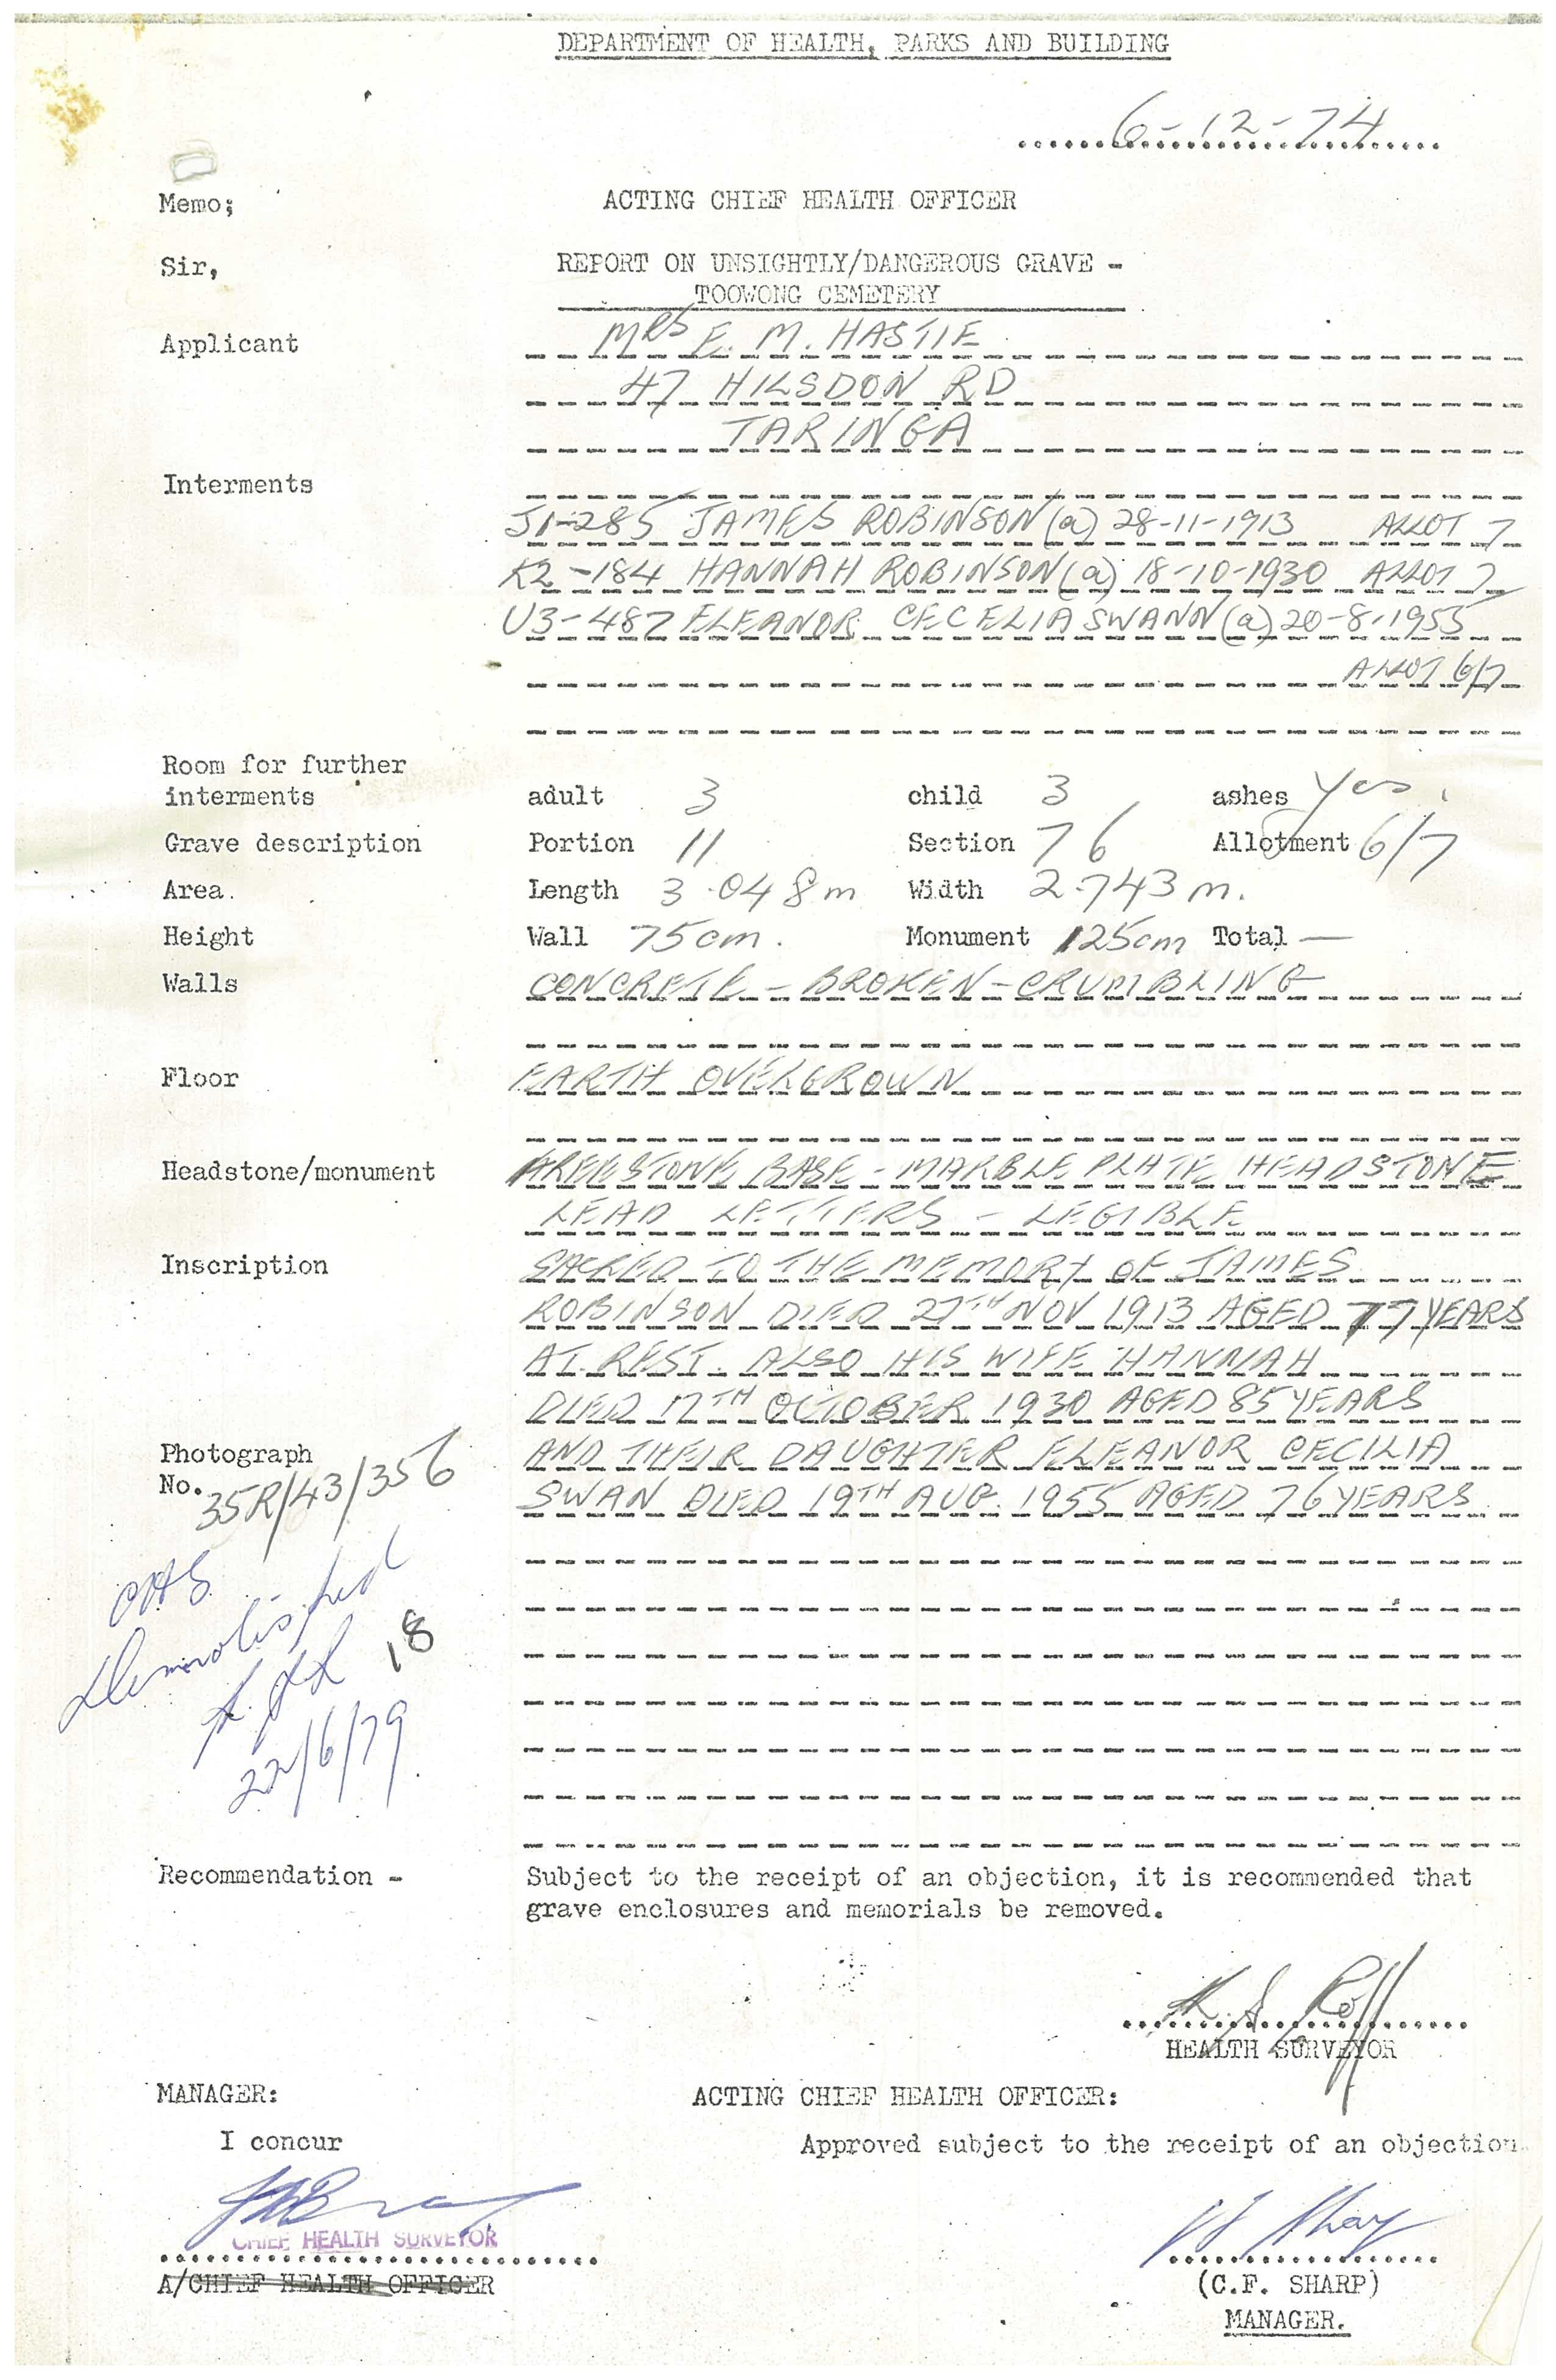 DEPARTMENT OF HEALTH, PARKS AND BUILDING
6-12-74
Memo; ACTING CHIEF HEALTH OFFICER
Sir, REPORT ON UNSIGHTLY/DANGEROUS GRAVE -
TOOWONG CEMETERY
Applicant MRS E. M. HASTIE
47 HILSDON RD
TARINGA
Interments
J1-285 JAMES ROBINSON (a) 28-11-1913 ALLOT 7
K2-184 HANNAH ROBINSON (a) 18-10-1930 ALLOT 7
U3-487 ELEANOR CECELIA SWANN (a) 20-8-1955
ALLOT 6/7
Room for further
interments adult 3 child 3 ashes Yes.
Grave description Portion 11 Section 76 Allotment 6/7
Area. Length 3.048m Width 2.743m.
Height Wall 75cm. Monument 125cm Total —
Walls CONCRETE - BROKEN - CRUMBLING
Floor EARTH OVERGROWN
Headstone/monument FREESTONE BASE - MARBLE PLATE HEADSTONE
LEAD LETTERS - LEGIBLE
Inscription SACRED TO THE MEMORY OF JAMES
ROBINSON DIED 27TH NOV 1913 AGED 77 YEARS
AT REST. ALSO HIS WIFE HANNAH
DIED 17TH OCTOBER 1930 AGED 85 YEARS
Photograph AND THEIR DAUGHTER ELEANOR CECILIA
No. 35R/43/356 SWAN DIED 19TH AUG. 1955 AGED 76 YEARS
CHS
Demolished
18
22/6/79
Recommendation - Subject to the receipt of an objection, it is recommended that
grave enclosures and memorials be removed.
HEALTH SURVEYOR
MANAGER: ACTING CHIEF HEALTH OFFICER:
I concur Approved subject to the receipt of an objection.
CHIEF HEALTH SURVEYOR
A/CHIEF HEALTH OFFICER (C.F. SHARP)
MANAGER.